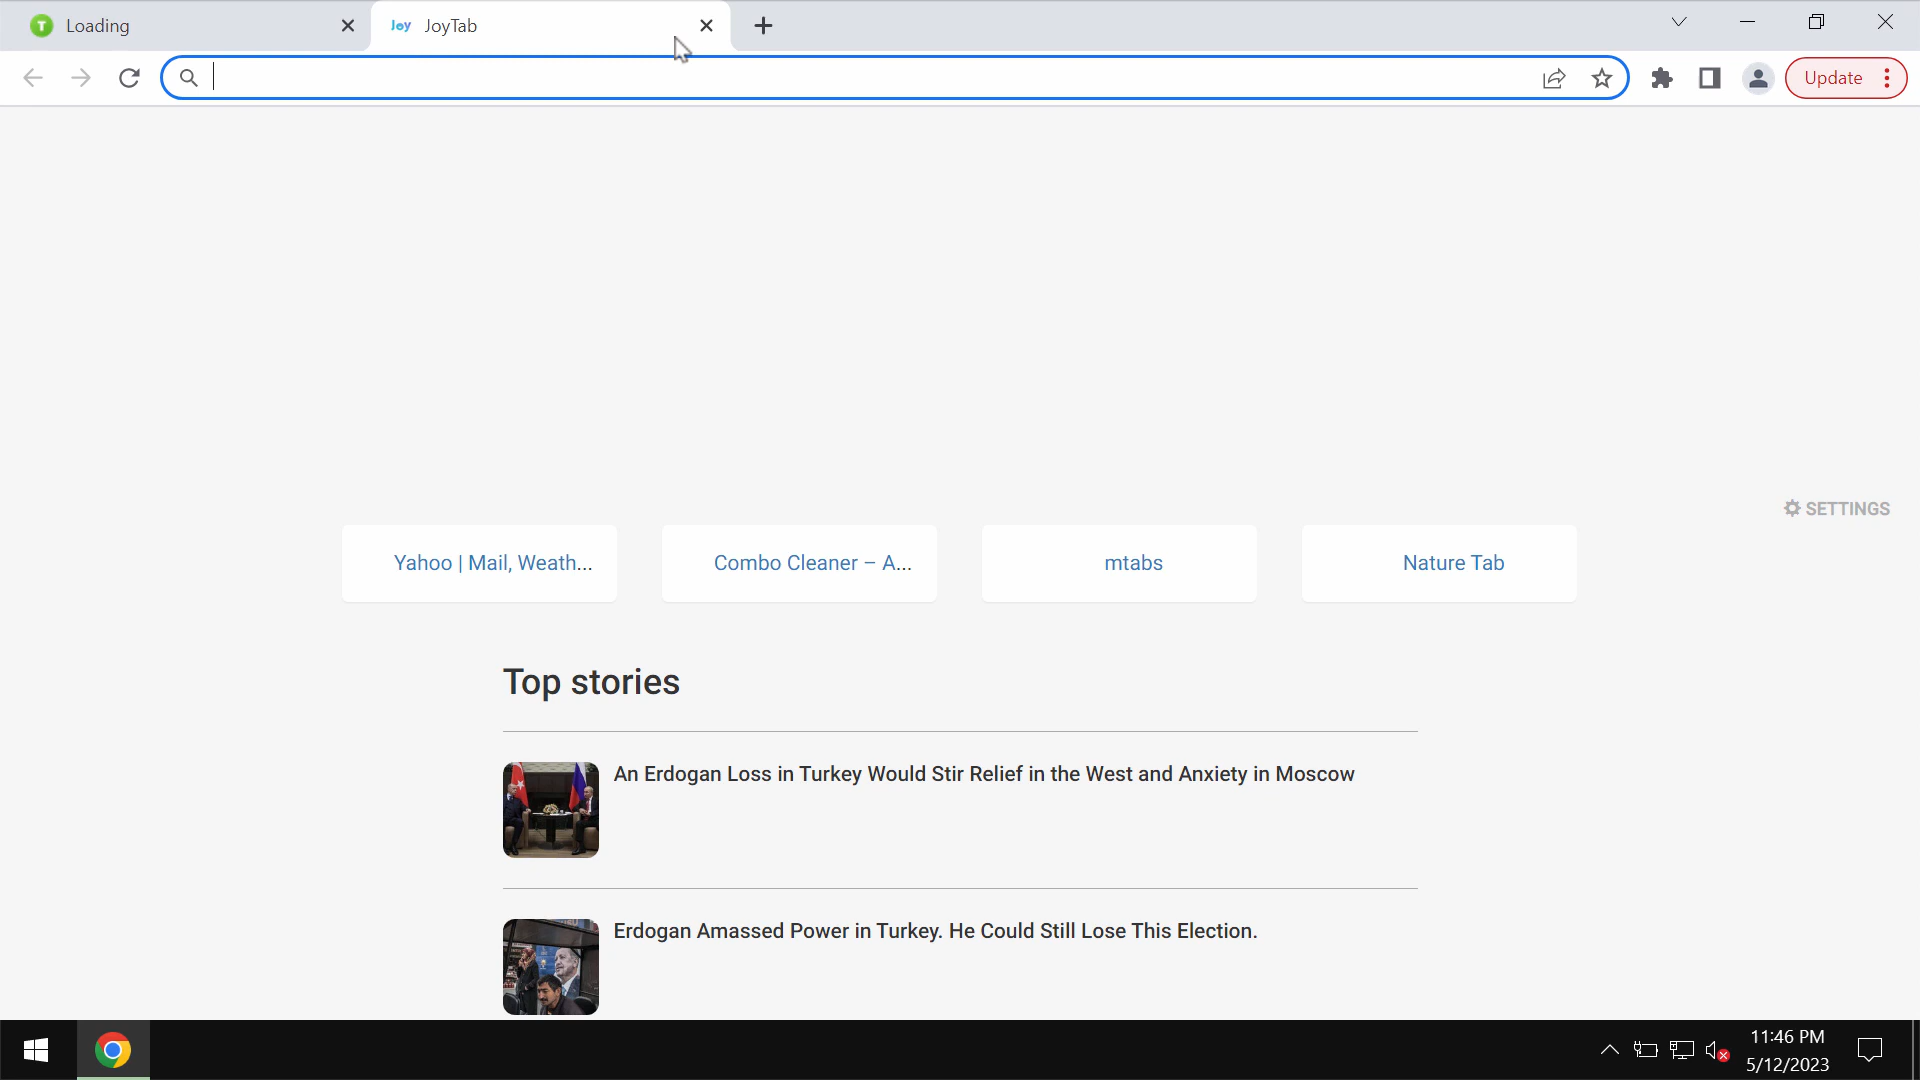 Loading
Joy JoyTab
Update
SETTINGS
Yahoo | Mail, Weath...
Combo Cleaner – A...
mtabs
Nature Tab
Top stories
An Erdogan Loss in Turkey Would Stir Relief in the West and Anxiety in Moscow
Erdogan Amassed Power in Turkey. He Could Still Lose This Election.
11:46 PM
5/12/2023